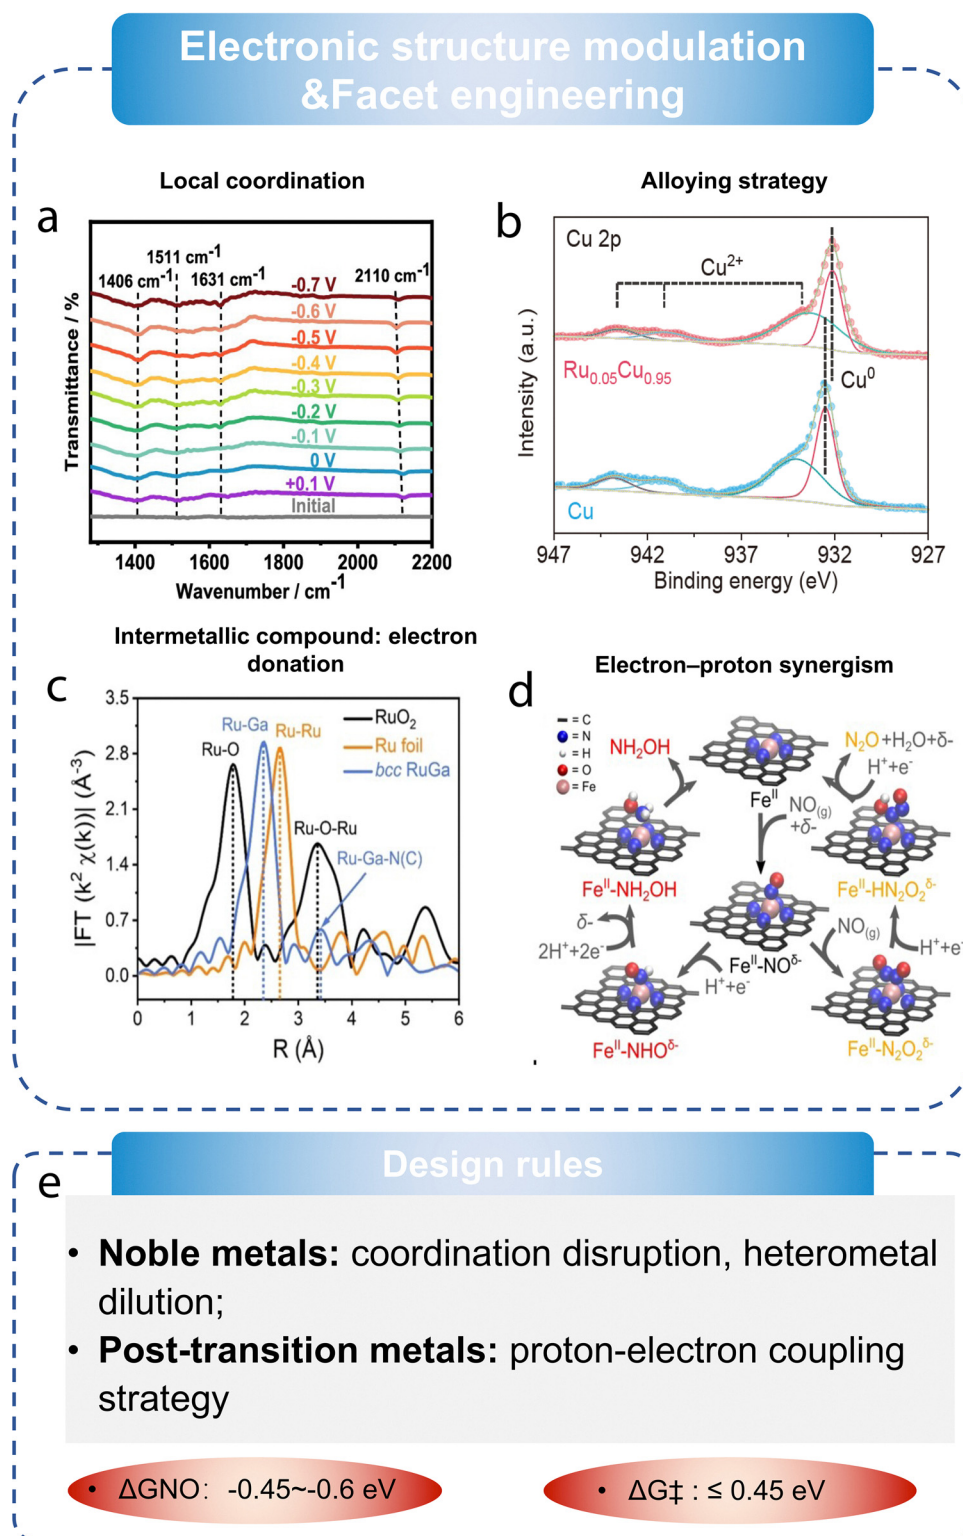 Electronic structure modulation
&Facet engineering
Local coordination
a
1511 cm-1
1406 cm-1
1631 cm-1
2110 cm-1
-0.7 V
-0.6 V
-0.5 V
-0.4 V
-0.3 V
-0.2 V
-0.1 V
0 V
+0.1 V
Initial
Transmittance / %
1400 1600 1800 2000 2200
Wavenumber / cm-1
Alloying strategy
b
Cu 2p
Cu2+
Ru0.05Cu0.95
Cu0
Cu
Intensity (a.u.)
947 942 937 932 927
Binding energy (eV)
Intermetallic compound: electron
donation
c
3.5
2.8
2.1
1.4
0.7
0.0
|FT (k2 χ(k))| (Å-3)
Ru-Ga
Ru-O
Ru-Ru
RuO2
Ru foil
bcc RuGa
Ru-O-Ru
Ru-Ga-N(C)
0 1 2 3 4 5 6
R (Å)
Electron–proton synergism
d
= C
= N
= H
= O
= Fe
NH2OH
FeII
N2O+H2O+δ-
H++e-
NO(g)
+δ-
FeII-NH2OH
FeII-HN2O2δ-
δ-
2H++2e-
FeII-NOδ-
H++e-
NO(g)
H++e-
FeII-NHOδ-
FeII-N2O2δ-
Design rules
e
• Noble metals: coordination disruption, heterometal
dilution;
• Post-transition metals: proton-electron coupling
strategy
• ΔGNO: -0.45~-0.6 eV
• ΔG‡ : ≤ 0.45 eV